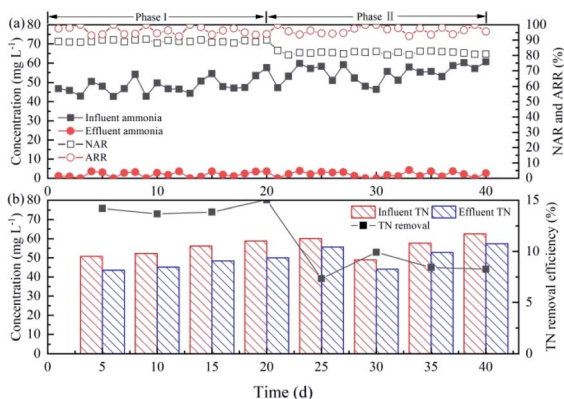 Phase I Phase Ⅱ
(a)
Concentration (mg L⁻¹)
80
70
60
50
40
30
20
10
0
Influent ammonia
Effluent ammonia
NAR
ARR
100
90
80
70
60
50
40
30
20
10
0
NAR and ARR (%)
0 10 20 30 40
(b)
Concentration (mg L⁻¹)
80
70
60
50
40
30
20
10
0
Influent TN Effluent TN
TN removal
15
10
5
0
TN removal efficiency (%)
0 5 10 15 20 25 30 35 40
Time (d)